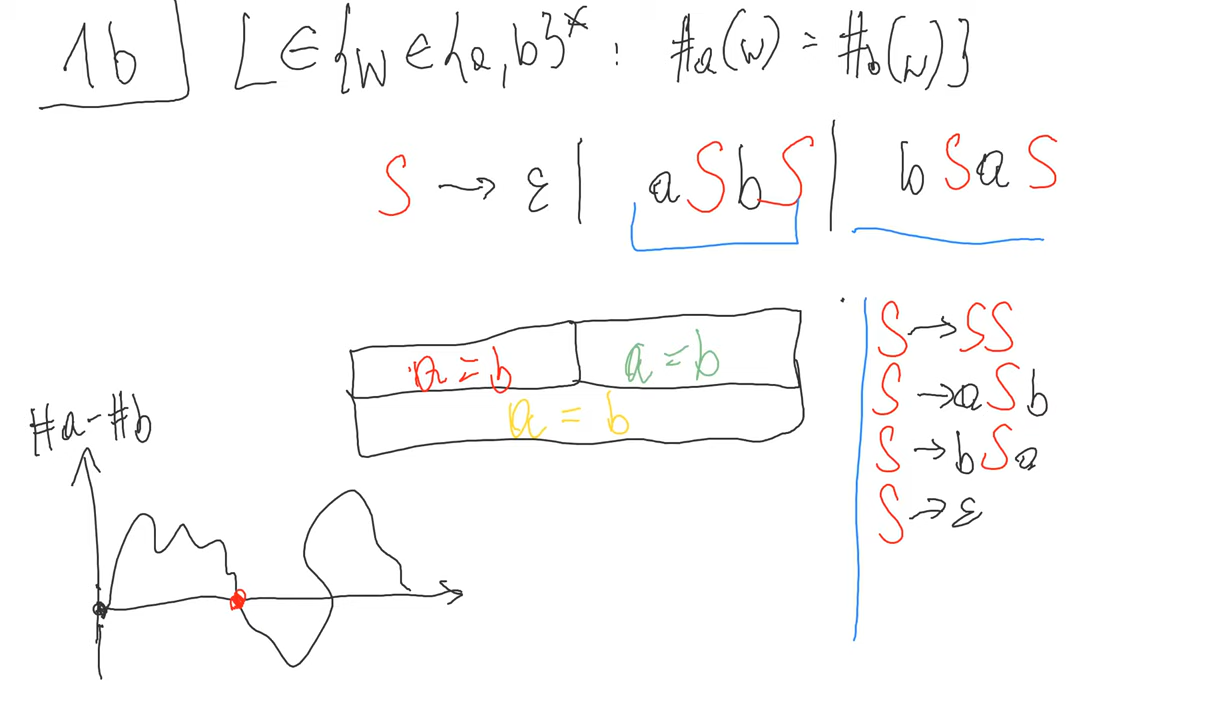 1b L ∈ {w ∈ {a, b}* : #a(w) = #b(w)}
S → ε | aSbS | bSaS
a = b a = b
a = b
#a-#b
S → SS
S → aSb
S → bSa
S → ε